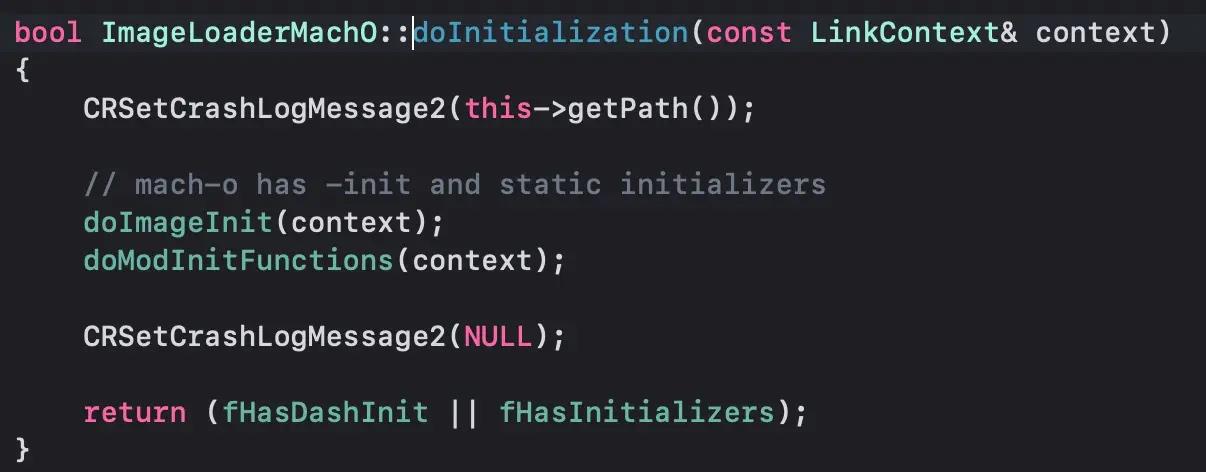 bool ImageLoaderMachO::doInitialization(const LinkContext& context)
{
    CRSetCrashLogMessage2(this->getPath());
    // mach-o has -init and static initializers
    doImageInit(context);
    doModInitFunctions(context);
    CRSetCrashLogMessage2(NULL);
    return (fHasDashInit || fHasInitializers);
}